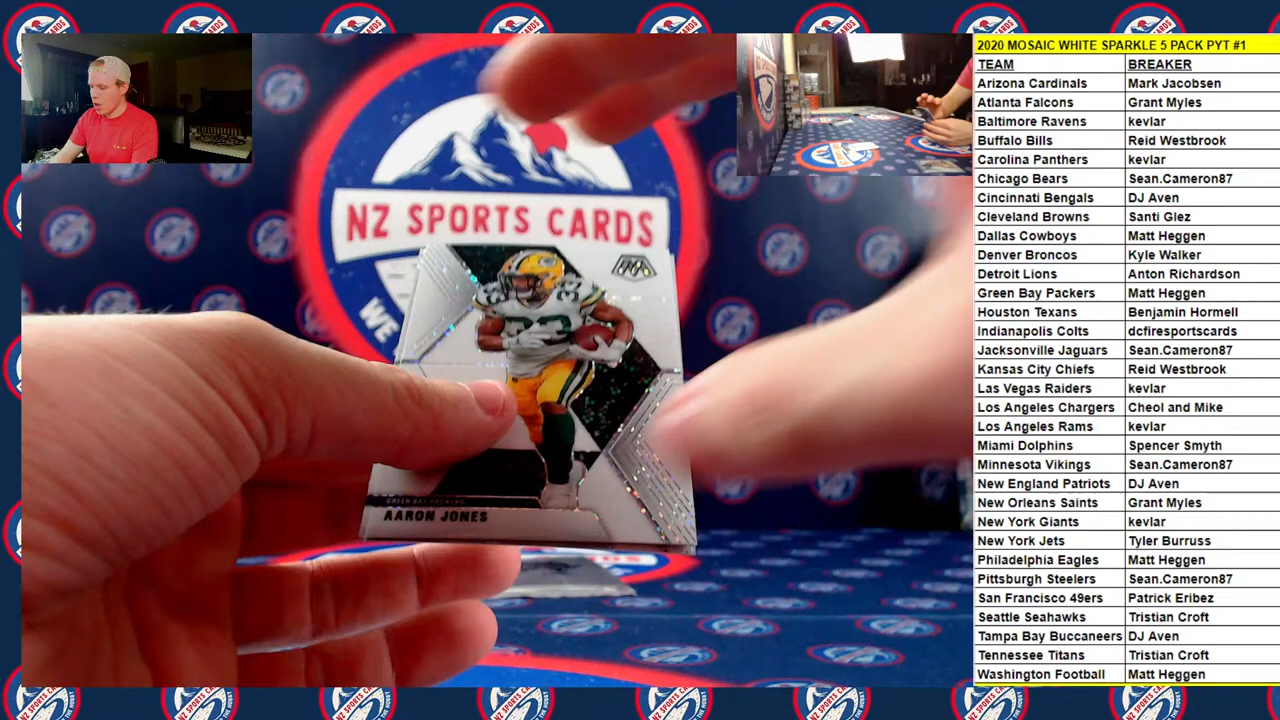 2020 MOSAIC WHITE SPARKLE 5 PACK PYT #1
TEAM BREAKER
Arizona Cardinals Mark Jacobsen
Atlanta Falcons Grant Myles
Baltimore Ravens kevlar
Buffalo Bills Reid Westbrook
Carolina Panthers kevlar
Chicago Bears Sean.Cameron87
Cincinnati Bengals DJ Aven
Cleveland Browns Santi Glez
Dallas Cowboys Matt Heggen
Denver Broncos Kyle Walker
Detroit Lions Anton Richardson
Green Bay Packers Matt Heggen
Houston Texans Benjamin Hormell
Indianapolis Colts dcfiresportscards
Jacksonville Jaguars Sean.Cameron87
Kansas City Chiefs Reid Westbrook
Las Vegas Raiders kevlar
Los Angeles Chargers Cheol and Mike
Los Angeles Rams kevlar
Miami Dolphins Spencer Smyth
Minnesota Vikings Sean.Cameron87
New England Patriots DJ Aven
New Orleans Saints Grant Myles
New York Giants kevlar
New York Jets Tyler Burruss
Philadelphia Eagles Matt Heggen
Pittsburgh Steelers Sean.Cameron87
San Francisco 49ers Patrick Eribez
Seattle Seahawks Tristian Croft
Tampa Bay Buccaneers DJ Aven
Tennessee Titans Tristian Croft
Washington Football Matt Heggen
NZ SPORTS CARDS
WE
33
GREEN BAY PACKERS
AARON JONES